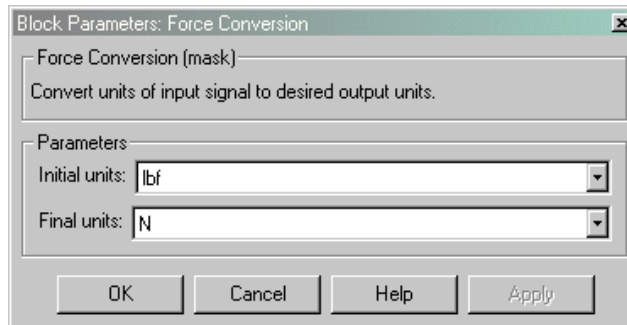 Block Parameters: Force Conversion
Force Conversion (mask)
Convert units of input signal to desired output units.
Parameters
Initial units: lbf
Final units: N
OK Cancel Help Apply